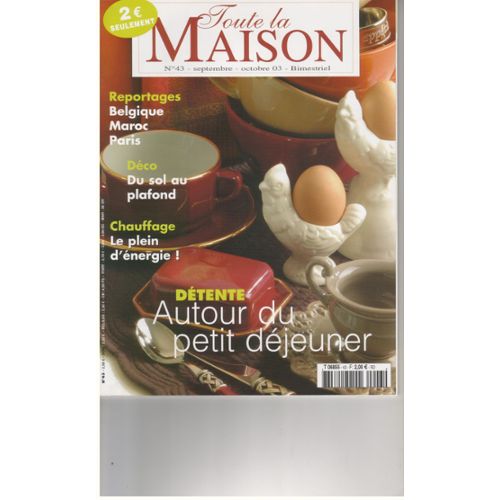 2 €
SEULEMENT
Toute la
MAISON
N°43 - septembre - octobre 03 - Bimestriel
Reportages
Belgique
Maroc
Paris
Déco
Du sol au
plafond
Chauffage
Le plein
d'énergie !
DÉTENTE
Autour du
petit déjeuner